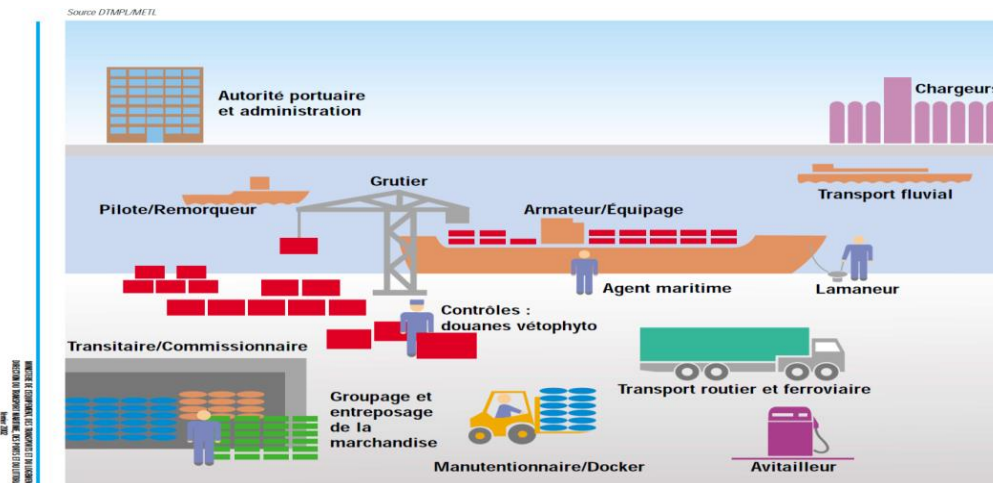 Source DTMPL/METL
Autorité portuaire
et administration
Chargeurs
Grutier
Transport fluvial
Pilote/Remorqueur
Armateur/Équipage
Agent maritime
Lamaneur
Contrôles :
douanes vétophyto
Transitaire/Commissionnaire
Transport routier et ferroviaire
Groupage et
entreposage
de la
marchandise
Manutentionnaire/Docker
Avitailleur